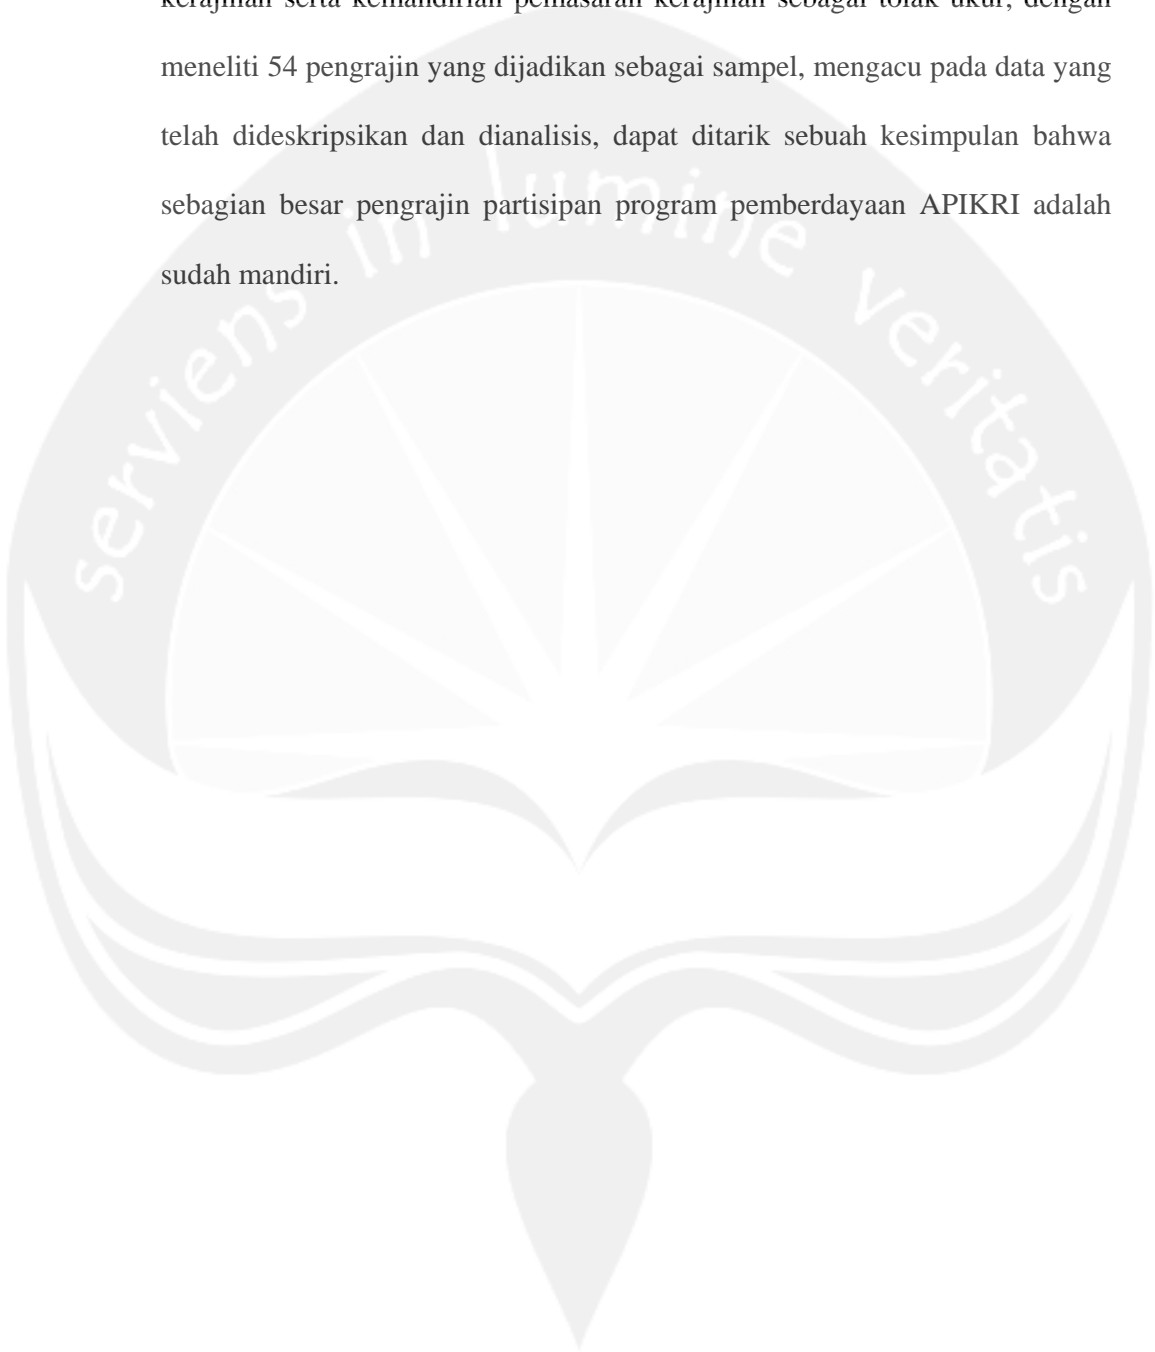 kerajinan serta kemandirian pemasaran kerajinan sebagai tolak ukur, dengan
meneliti 54 pengrajin yang dijadikan sebagai sampel, mengacu pada data yang
telah dideskripsikan dan dianalisis, dapat ditarik sebuah kesimpulan bahwa
sebagian besar pengrajin partisipan program pemberdayaan APIKRI adalah
sudah mandiri.
serviens in lumine veritatis